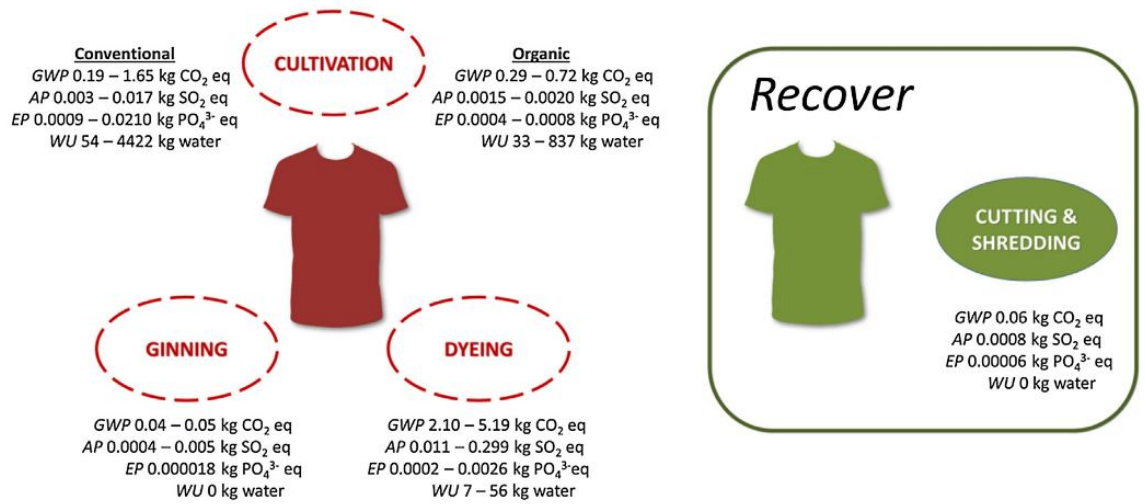 CULTIVATION
Conventional
GWP 0.19 – 1.65 kg CO₂ eq
AP 0.003 – 0.017 kg SO₂ eq
EP 0.0009 – 0.0210 kg PO₄³⁻ eq
WU 54 – 4422 kg water
Organic
GWP 0.29 – 0.72 kg CO₂ eq
AP 0.0015 – 0.0020 kg SO₂ eq
EP 0.0004 – 0.0008 kg PO₄³⁻ eq
WU 33 – 837 kg water
GINNING
GWP 0.04 – 0.05 kg CO₂ eq
AP 0.0004 – 0.005 kg SO₂ eq
EP 0.000018 kg PO₄³⁻ eq
WU 0 kg water
DYEING
GWP 2.10 – 5.19 kg CO₂ eq
AP 0.011 – 0.299 kg SO₂ eq
EP 0.0002 – 0.0026 kg PO₄³⁻eq
WU 7 – 56 kg water
Recover
CUTTING &
SHREDDING
GWP 0.06 kg CO₂ eq
AP 0.0008 kg SO₂ eq
EP 0.00006 kg PO₄³⁻ eq
WU 0 kg water